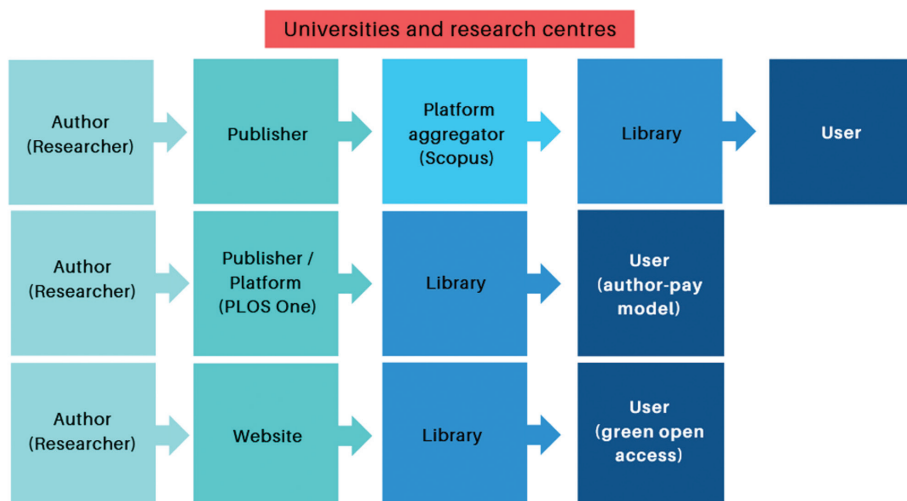 Universities and research centres
Author
(Researcher)
Publisher
Platform
aggregator
(Scopus)
Library
User
Author
(Researcher)
Publisher /
Platform
(PLOS One)
Library
User
(author-pay
model)
Author
(Researcher)
Website
Library
User
(green open
access)